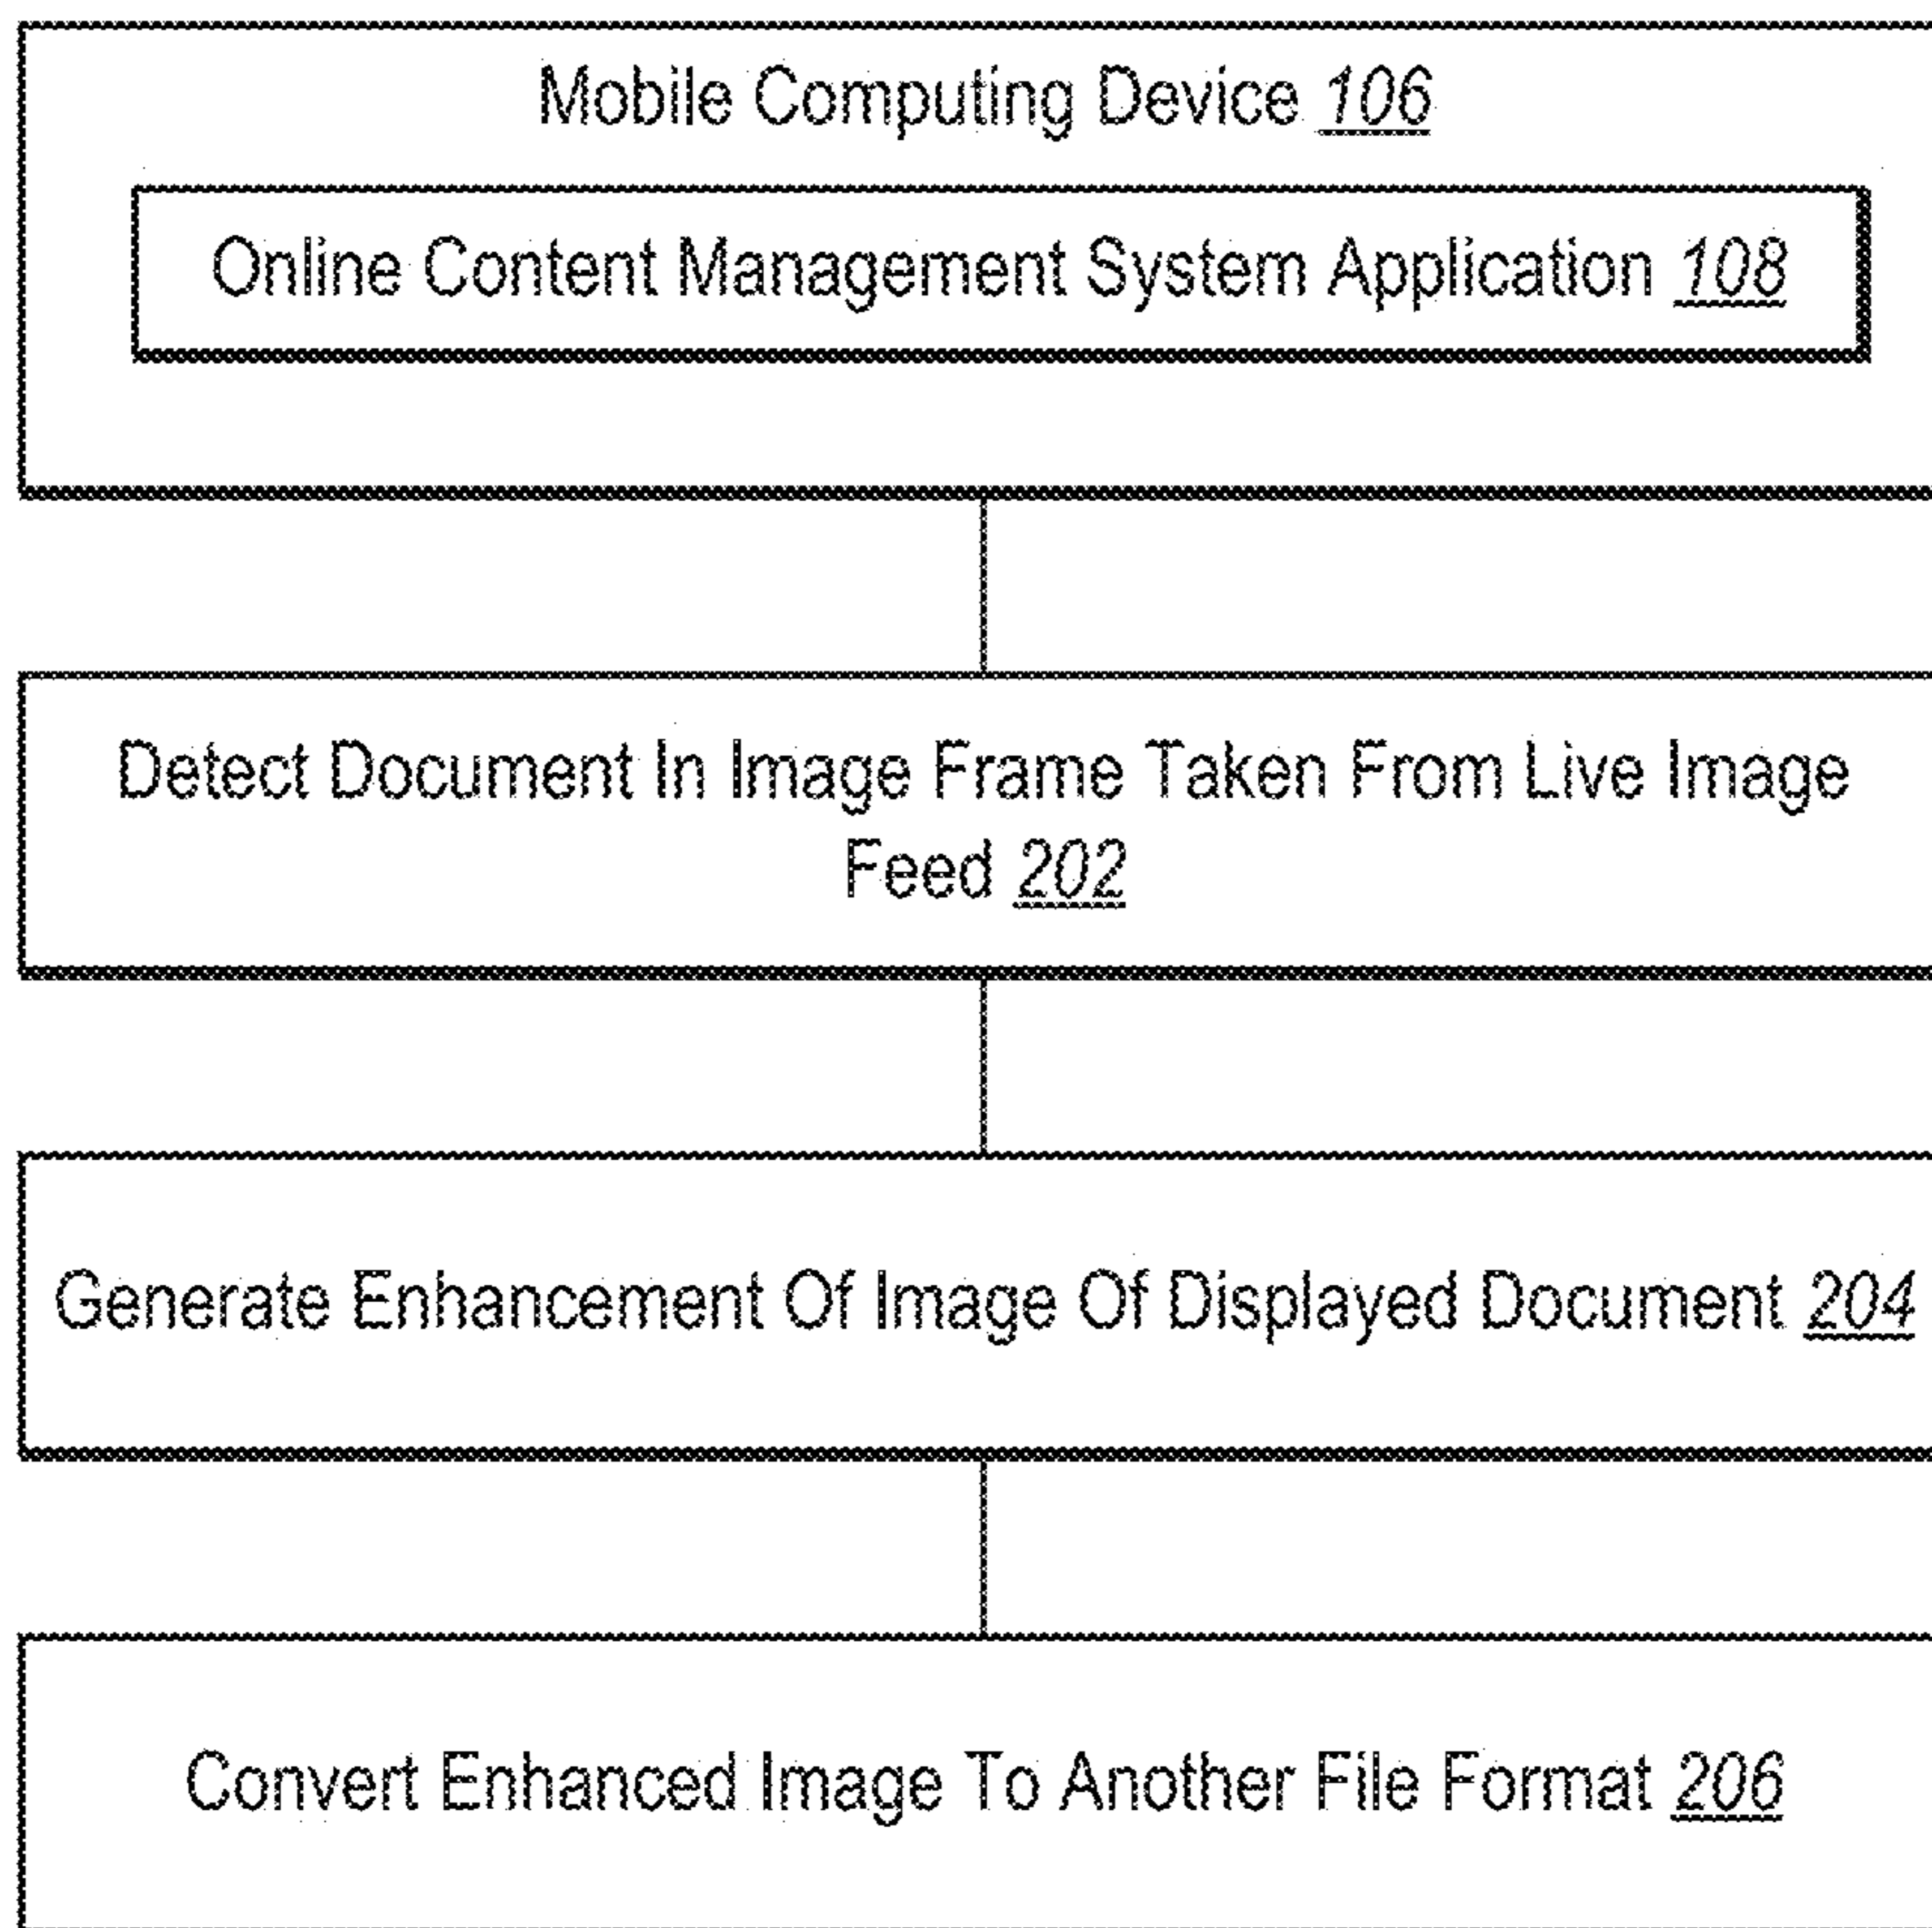 Mobile Computing Device 106
Online Content Management System Application 108
Detect Document In Image Frame Taken From Live Image
Feed 202
Generate Enhancement Of Image Of Displayed Document 204
Convert Enhanced Image To Another File Format 206